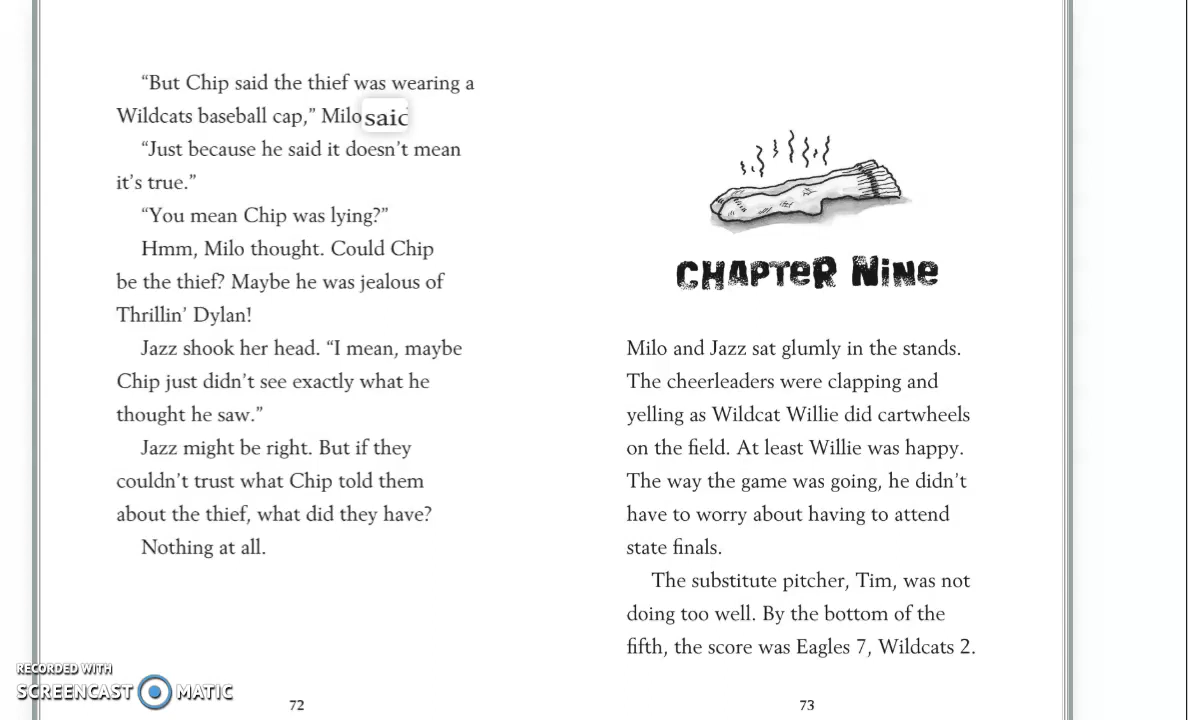 “But Chip said the thief was wearing a
Wildcats baseball cap,” Milo said
“Just because he said it doesn’t mean
it’s true.”
“You mean Chip was lying?”
Hmm, Milo thought. Could Chip
be the thief? Maybe he was jealous of
Thrillin’ Dylan!
Jazz shook her head. “I mean, maybe
Chip just didn’t see exactly what he
thought he saw.”
Jazz might be right. But if they
couldn’t trust what Chip told them
about the thief, what did they have?
Nothing at all.
72
CHAPTER NiNe
Milo and Jazz sat glumly in the stands.
The cheerleaders were clapping and
yelling as Wildcat Willie did cartwheels
on the field. At least Willie was happy.
The way the game was going, he didn’t
have to worry about having to attend
state finals.
The substitute pitcher, Tim, was not
doing too well. By the bottom of the
fifth, the score was Eagles 7, Wildcats 2.
73
RECORDED WITH
SCREENCAST MATIC